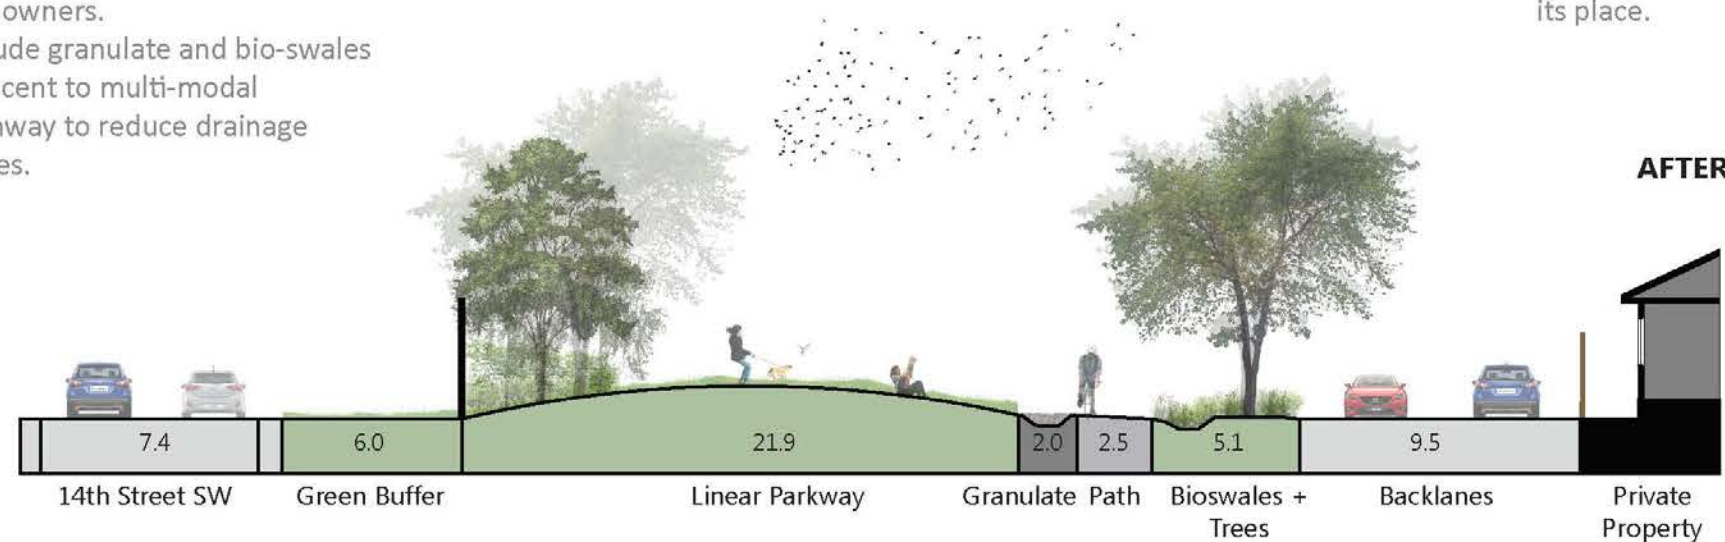 owners.
ude granulate and bio-swales
cent to multi-modal
way to reduce drainage
es.
its place.
AFTER
7.4
6.0
21.9
2.0
2.5
5.1
9.5
14th Street SW
Green Buffer
Linear Parkway
Granulate
Path
Bioswales +
Trees
Backlanes
Private
Property